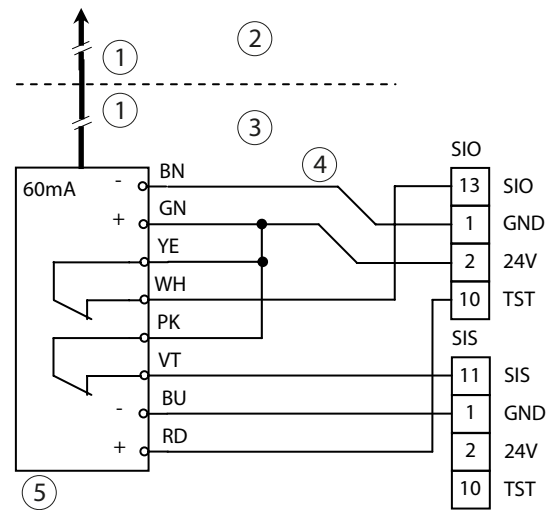 1
2
1
3
4
SIO
60mA
- BN
13 SIO
+ GN
1 GND
YE
2 24V
WH
10 TST
PK
SIS
VT
11 SIS
- BU
1 GND
+ RD
2 24V
10 TST
5